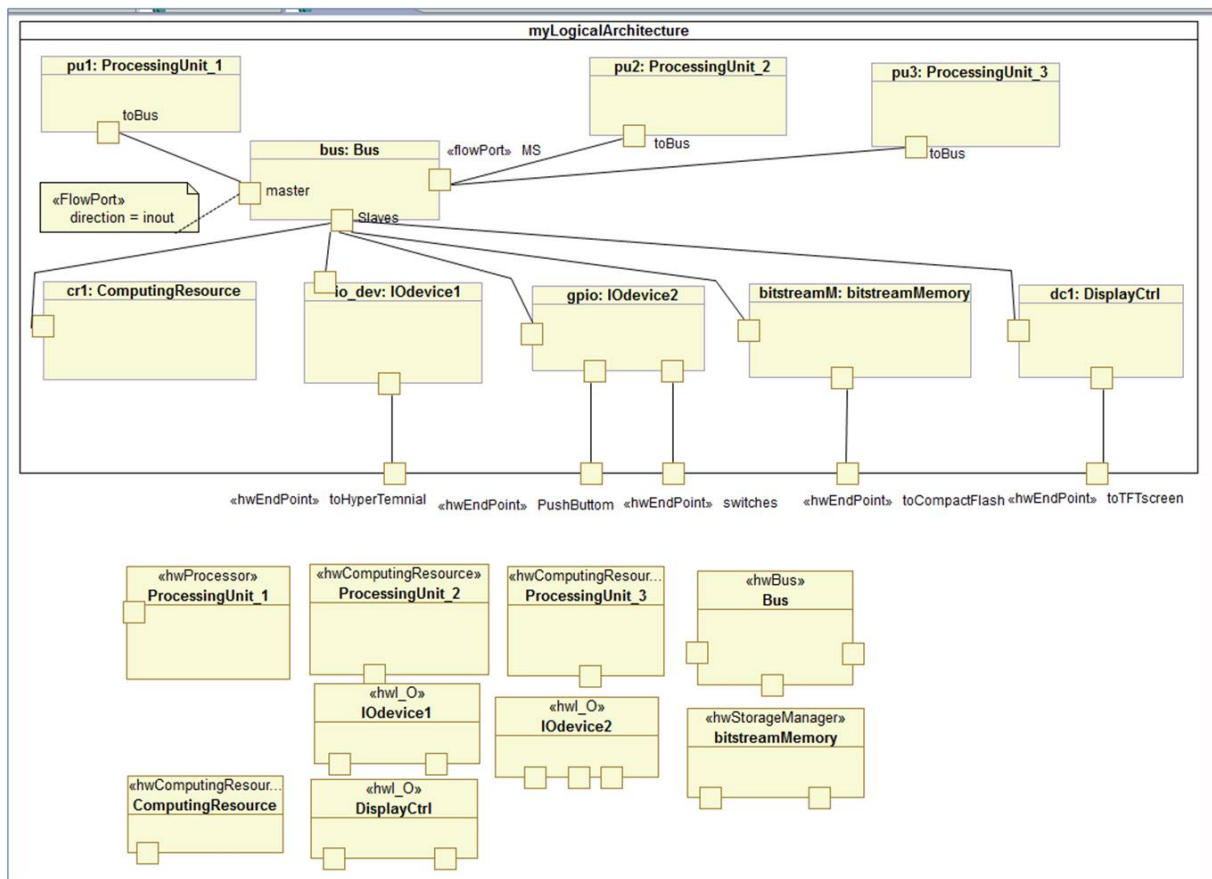 myLogicalArchitecture
pu1: ProcessingUnit_1
pu2: ProcessingUnit_2
pu3: ProcessingUnit_3
toBus
bus: Bus
«flowPort» MS
toBus
toBus
master
«FlowPort»
direction = inout
Slaves
cr1: ComputingResource
io_dev: IOdevice1
gpio: IOdevice2
bitstreamM: bitstreamMemory
dc1: DisplayCtrl
«hwEndPoint» toHyperTemnial
«hwEndPoint» PushButtom
«hwEndPoint» switches
«hwEndPoint» toCompactFlash
«hwEndPoint» toTFTscreen
«hwProcessor»
ProcessingUnit_1
«hwComputingResource»
ProcessingUnit_2
«hwComputingResour...
ProcessingUnit_3
«hwBus»
Bus
«hwI_O»
IOdevice1
«hwI_O»
IOdevice2
«hwStorageManager»
bitstreamMemory
«hwComputingResour...
ComputingResource
«hwI_O»
DisplayCtrl